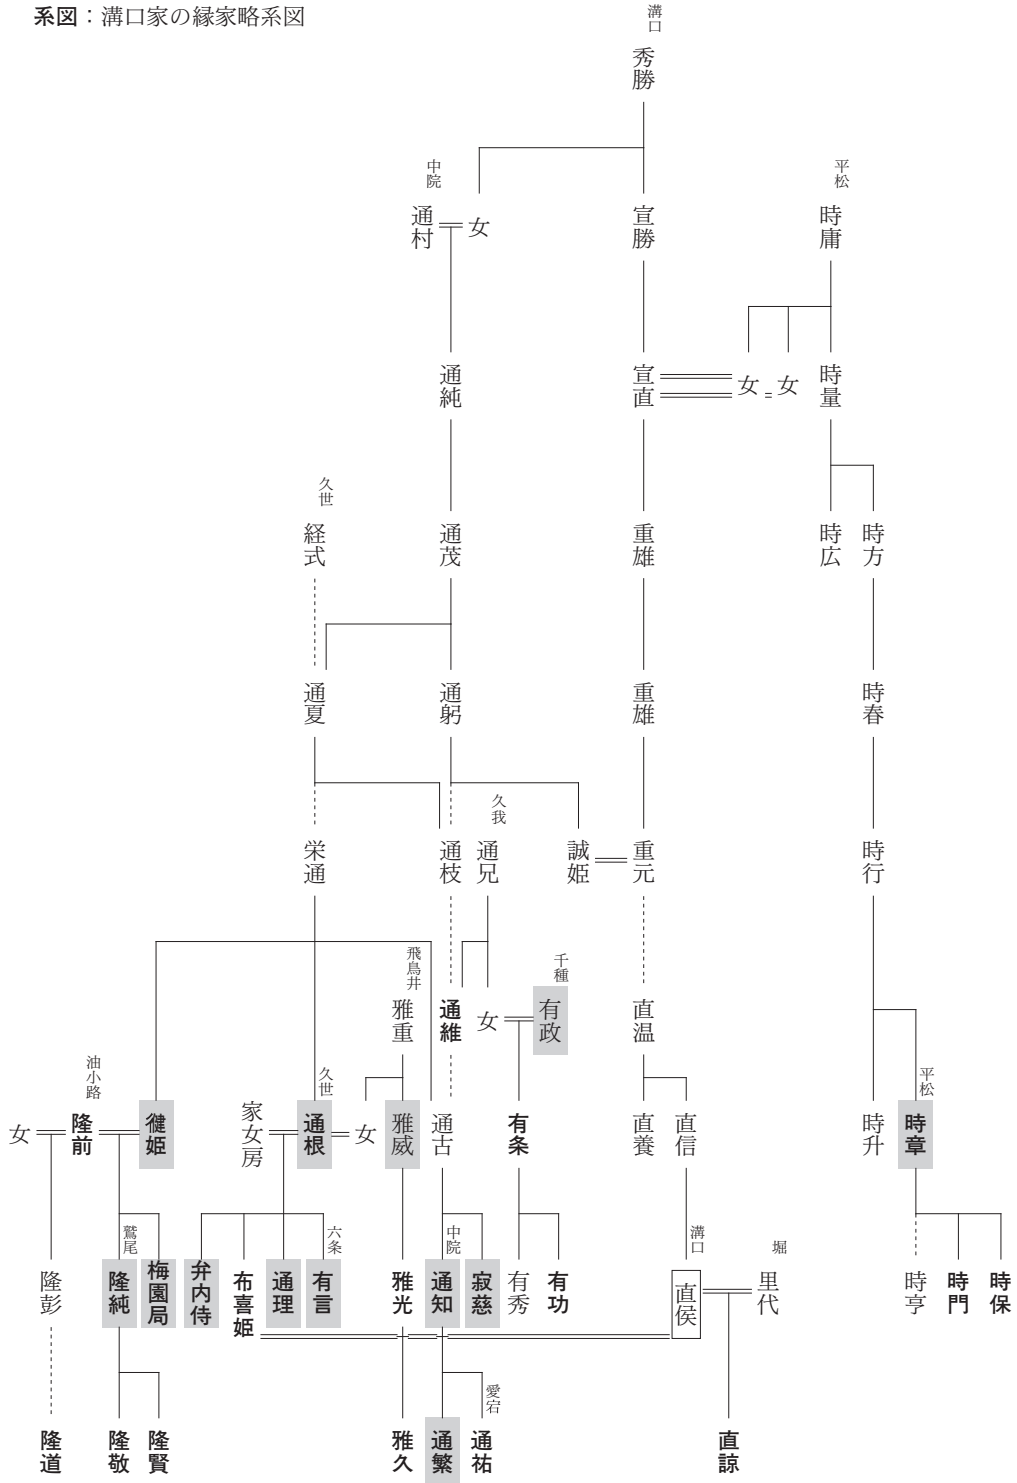 系図：溝口家の縁家略系図
溝口
秀勝
中院
平松
通村
女
宣勝
時庸
通純
宣直
女
女
時量
久世
経式
通茂
重雄
時広
時方
通夏
通躬
重雄
時春
久我
栄通
通枝
通兄
誠姫
重元
時行
飛鳥井
千種
雅重
通維
女
有政
直温
油小路
久世
平松
女
隆前
家女房
通根
女
雅威
通古
有条
直養
直信
時升
時章
鷲尾
六条
中院
溝口
堀
隆彭
隆純
梅園局
弁内侍
布喜姫
通理
有言
雅光
通知
寂慈
有秀
有功
直侯
里代
時亨
時門
時保
愛宕
隆道
隆敬
隆賢
雅久
通繁
通祐
直諒